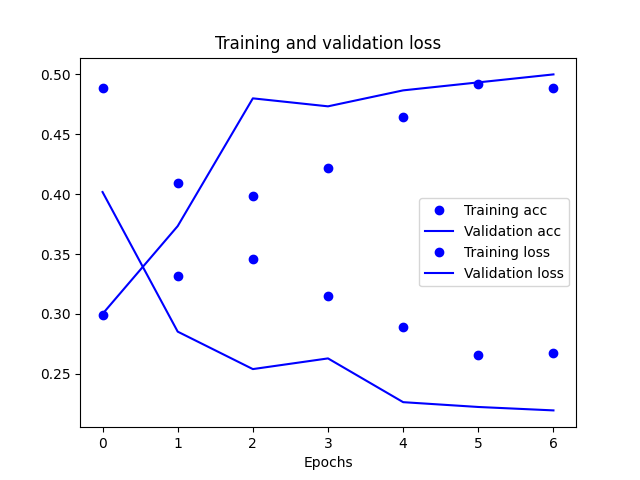 Training and validation loss
0.50
0.45
0.40
0.35
0.30
0.25
Training acc
Validation acc
Training loss
Validation loss
0 1 2 3 4 5 6
Epochs